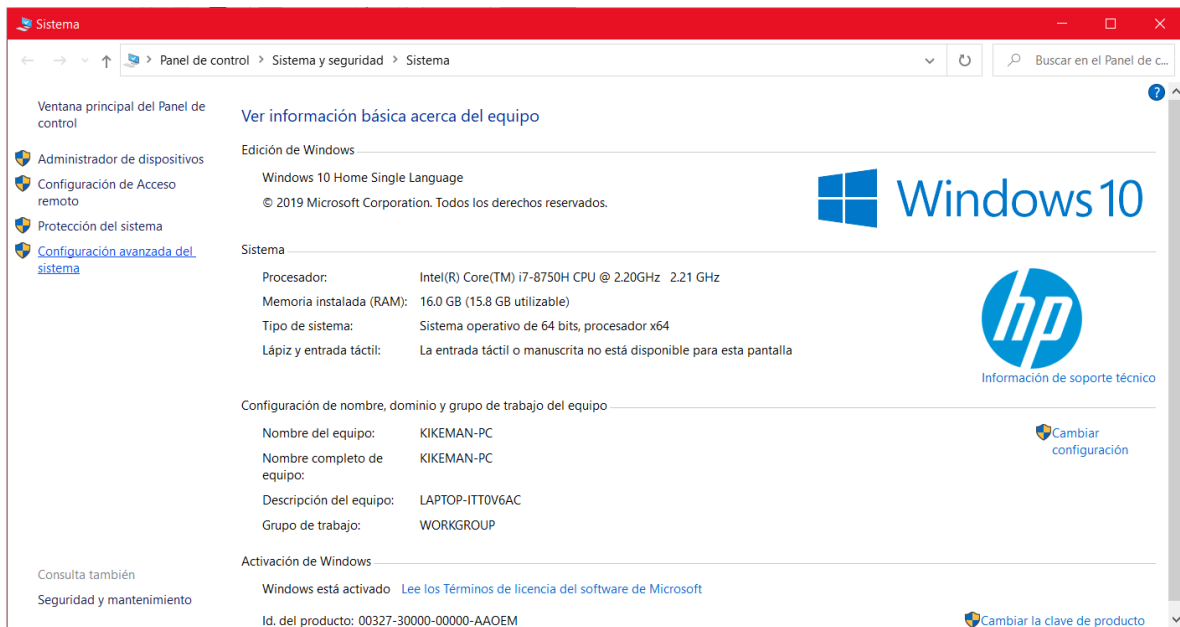 Sistema
Panel de control > Sistema y seguridad > Sistema
Buscar en el Panel de c...
Ventana principal del Panel de
control
Administrador de dispositivos
Configuración de Acceso
remoto
Protección del sistema
Configuración avanzada del
sistema
Consulta también
Seguridad y mantenimiento
Ver información básica acerca del equipo
Edición de Windows
Windows 10 Home Single Language
© 2019 Microsoft Corporation. Todos los derechos reservados.
Windows 10
Sistema
Procesador: Intel(R) Core(TM) i7-8750H CPU @ 2.20GHz 2.21 GHz
Memoria instalada (RAM): 16.0 GB (15.8 GB utilizable)
Tipo de sistema: Sistema operativo de 64 bits, procesador x64
Lápiz y entrada táctil: La entrada táctil o manuscrita no está disponible para esta pantalla
hp
Información de soporte técnico
Configuración de nombre, dominio y grupo de trabajo del equipo
Nombre del equipo: KIKEMAN-PC
Nombre completo de KIKEMAN-PC
equipo:
Descripción del equipo: LAPTOP-ITT0V6AC
Grupo de trabajo: WORKGROUP
Cambiar
configuración
Activación de Windows
Windows está activado Lee los Términos de licencia del software de Microsoft
Id. del producto: 00327-30000-00000-AAOEM
Cambiar la clave de producto